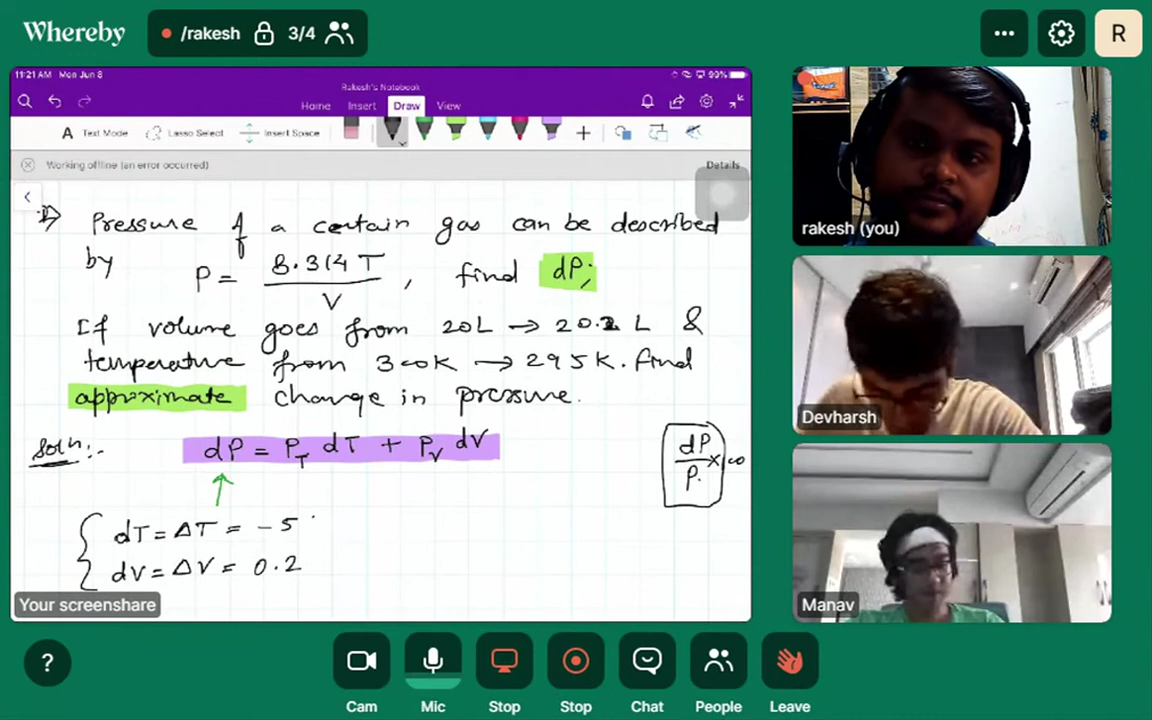 Whereby
/rakesh 3/4
R
11:21 AM Mon Jun 8
99%
Rakesh's Notebook
Home Insert Draw View
A Text Mode Lasso Select Insert Space
Working offline (an error occurred) Details
Pressure of a certain gas can be described
by P = 8.314 T / V , find dP;
If volume goes from 20L → 20.2 L &
temperature from 300K → 295K. Find
approximate change in pressure.
Soln:- dP = P_T dT + P_V dV
dP/P × 100
dT = ΔT = -5
dV = ΔV = 0.2
Your screenshare
rakesh (you)
Devharsh
Manav
?
Cam Mic Stop Stop Chat People Leave